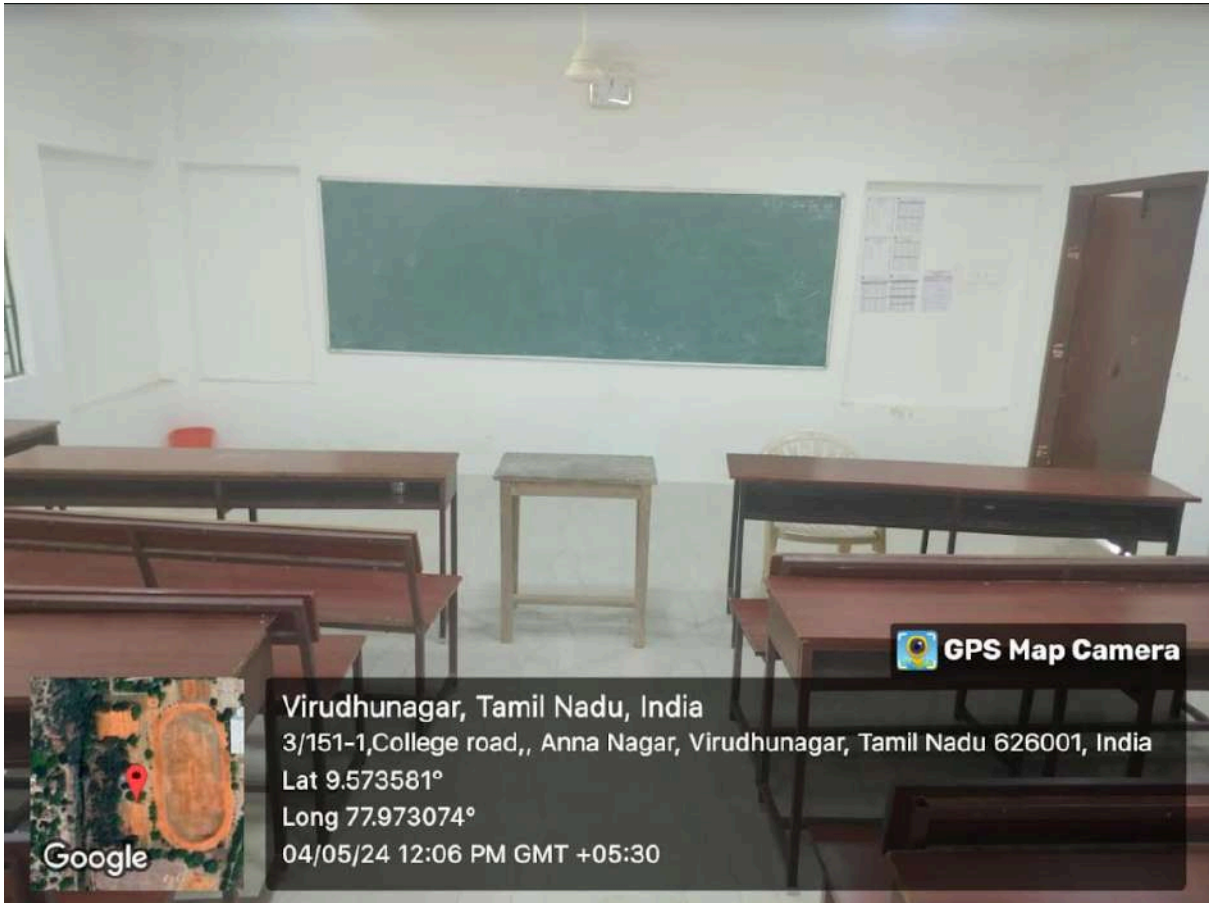 GPS Map Camera
Virudhunagar, Tamil Nadu, India
3/151-1,College road,, Anna Nagar, Virudhunagar, Tamil Nadu 626001, India
Lat 9.573581°
Long 77.973074°
04/05/24 12:06 PM GMT +05:30
Google